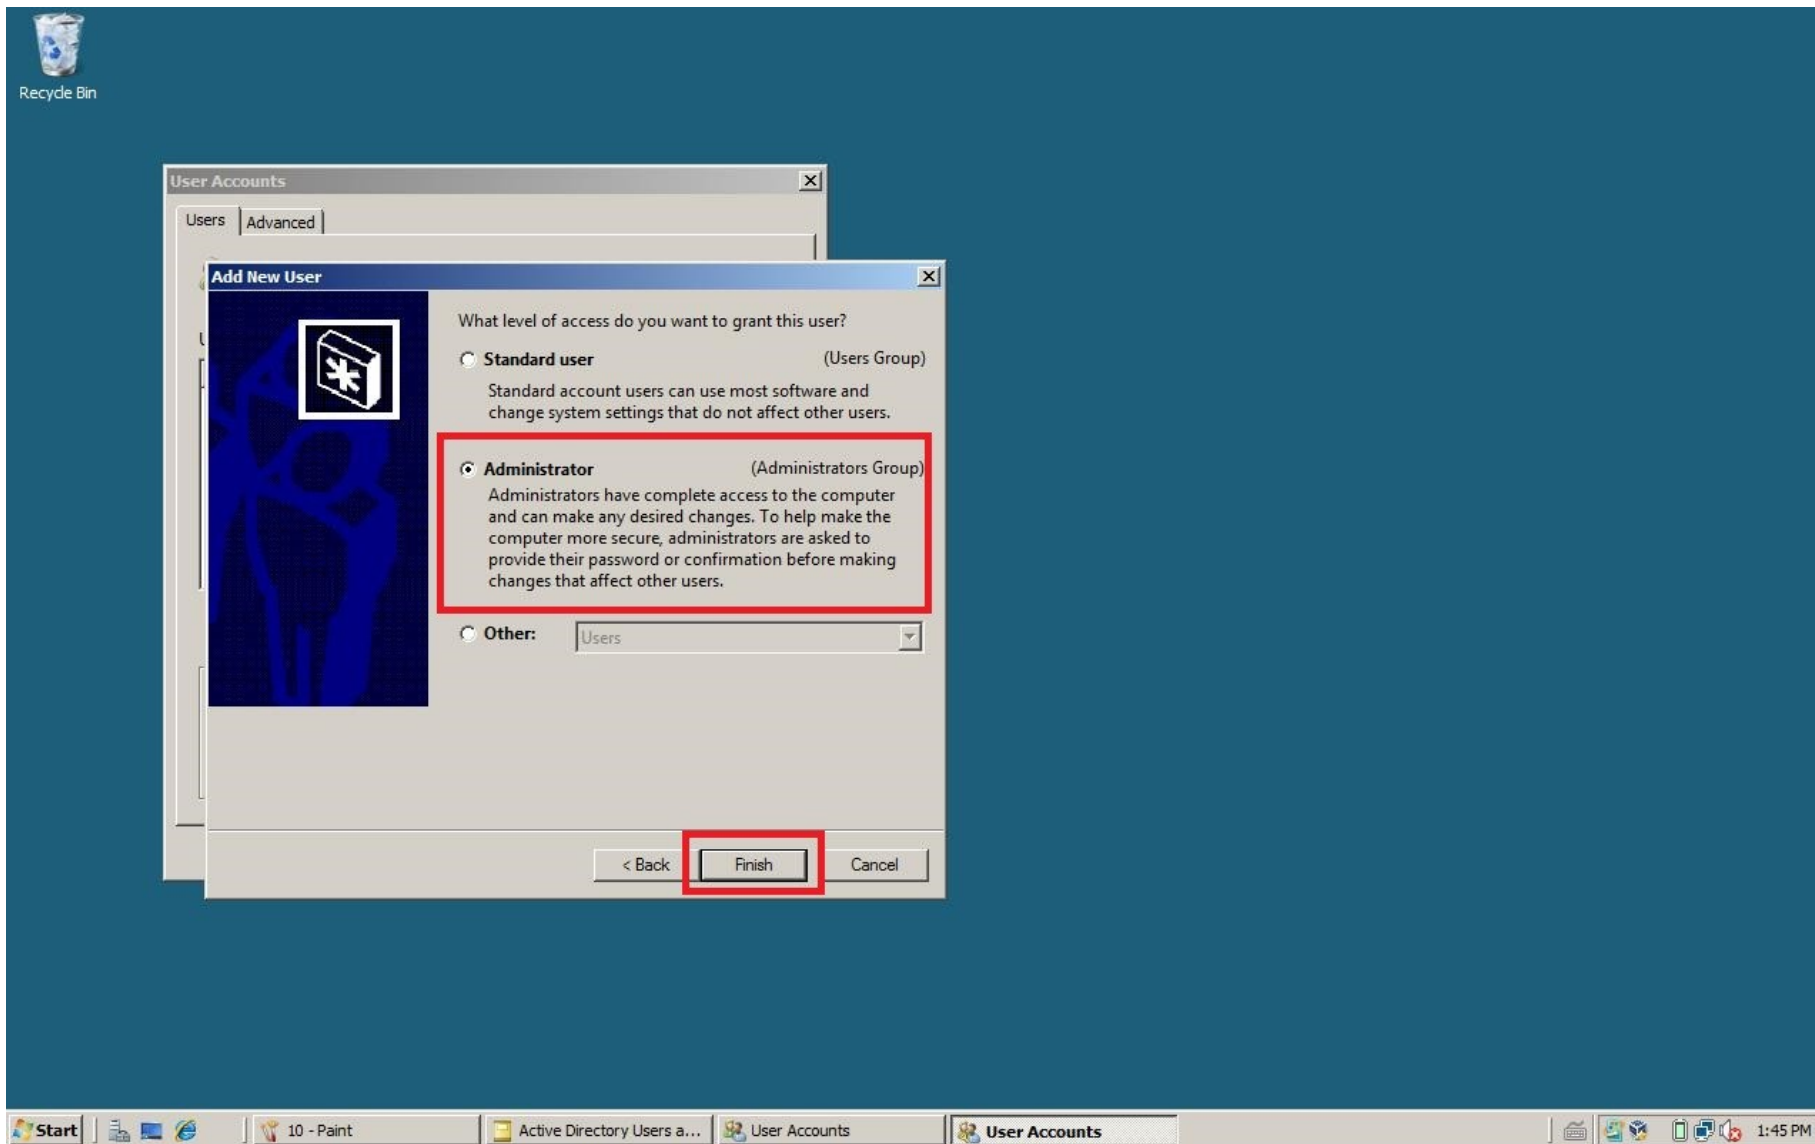 Recycle Bin
User Accounts
Users
Advanced
Add New User
What level of access do you want to grant this user?
Standard user (Users Group)
Standard account users can use most software and
change system settings that do not affect other users.
Administrator (Administrators Group)
Administrators have complete access to the computer
and can make any desired changes. To help make the
computer more secure, administrators are asked to
provide their password or confirmation before making
changes that affect other users.
Other: Users
< Back Finish Cancel
Start 10 - Paint Active Directory Users a... User Accounts User Accounts 1:45 PM